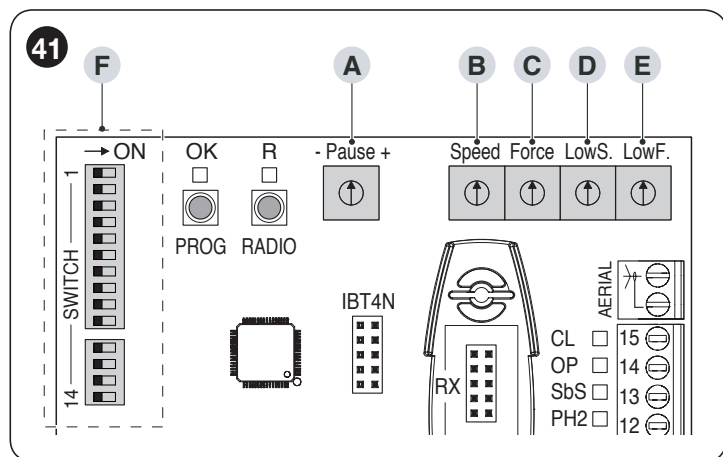 41
F A B C D E
→ ON OK R - Pause + Speed Force LowS. LowF.
1
SWITCH
14
PROG RADIO
IBT4N
RX
AERIAL
CL 15
OP 14
SbS 13
PH2 12